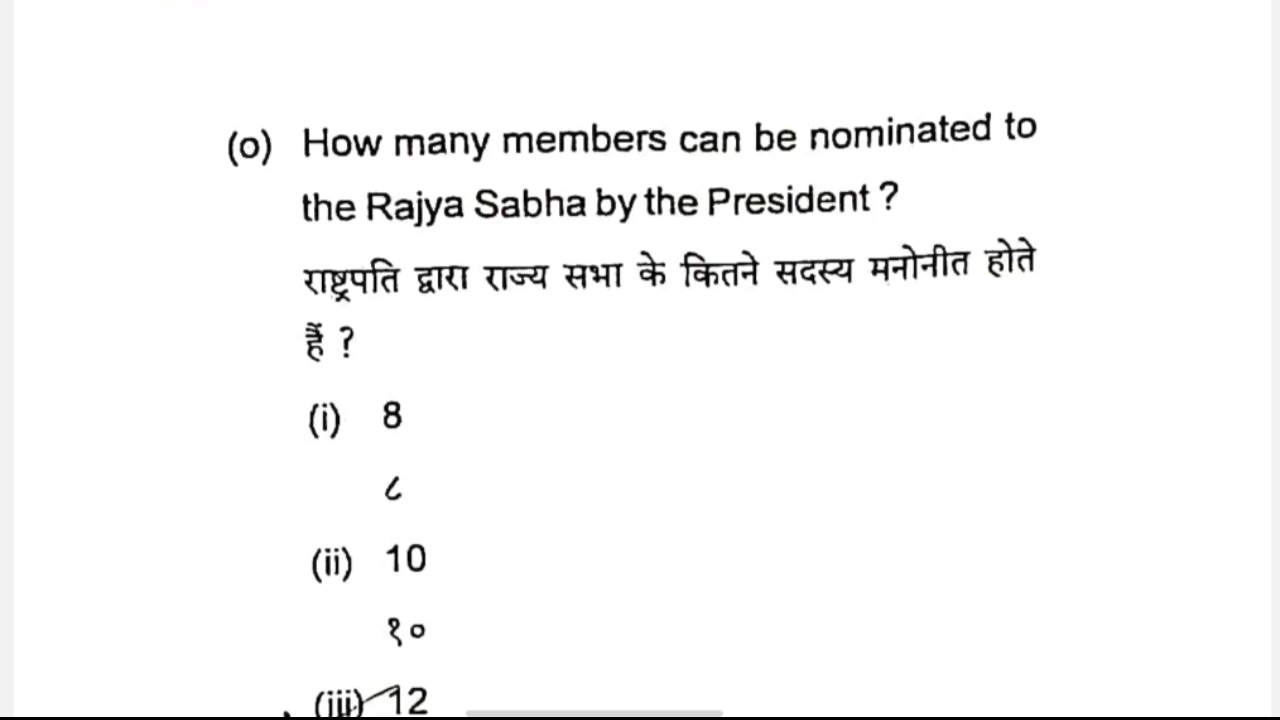 (o) How many members can be nominated to
the Rajya Sabha by the President ?
राष्ट्रपति द्वारा राज्य सभा के कितने सदस्य मनोनीत होते
हैं ?
(i) 8
८
(ii) 10
१०
(iii) 12